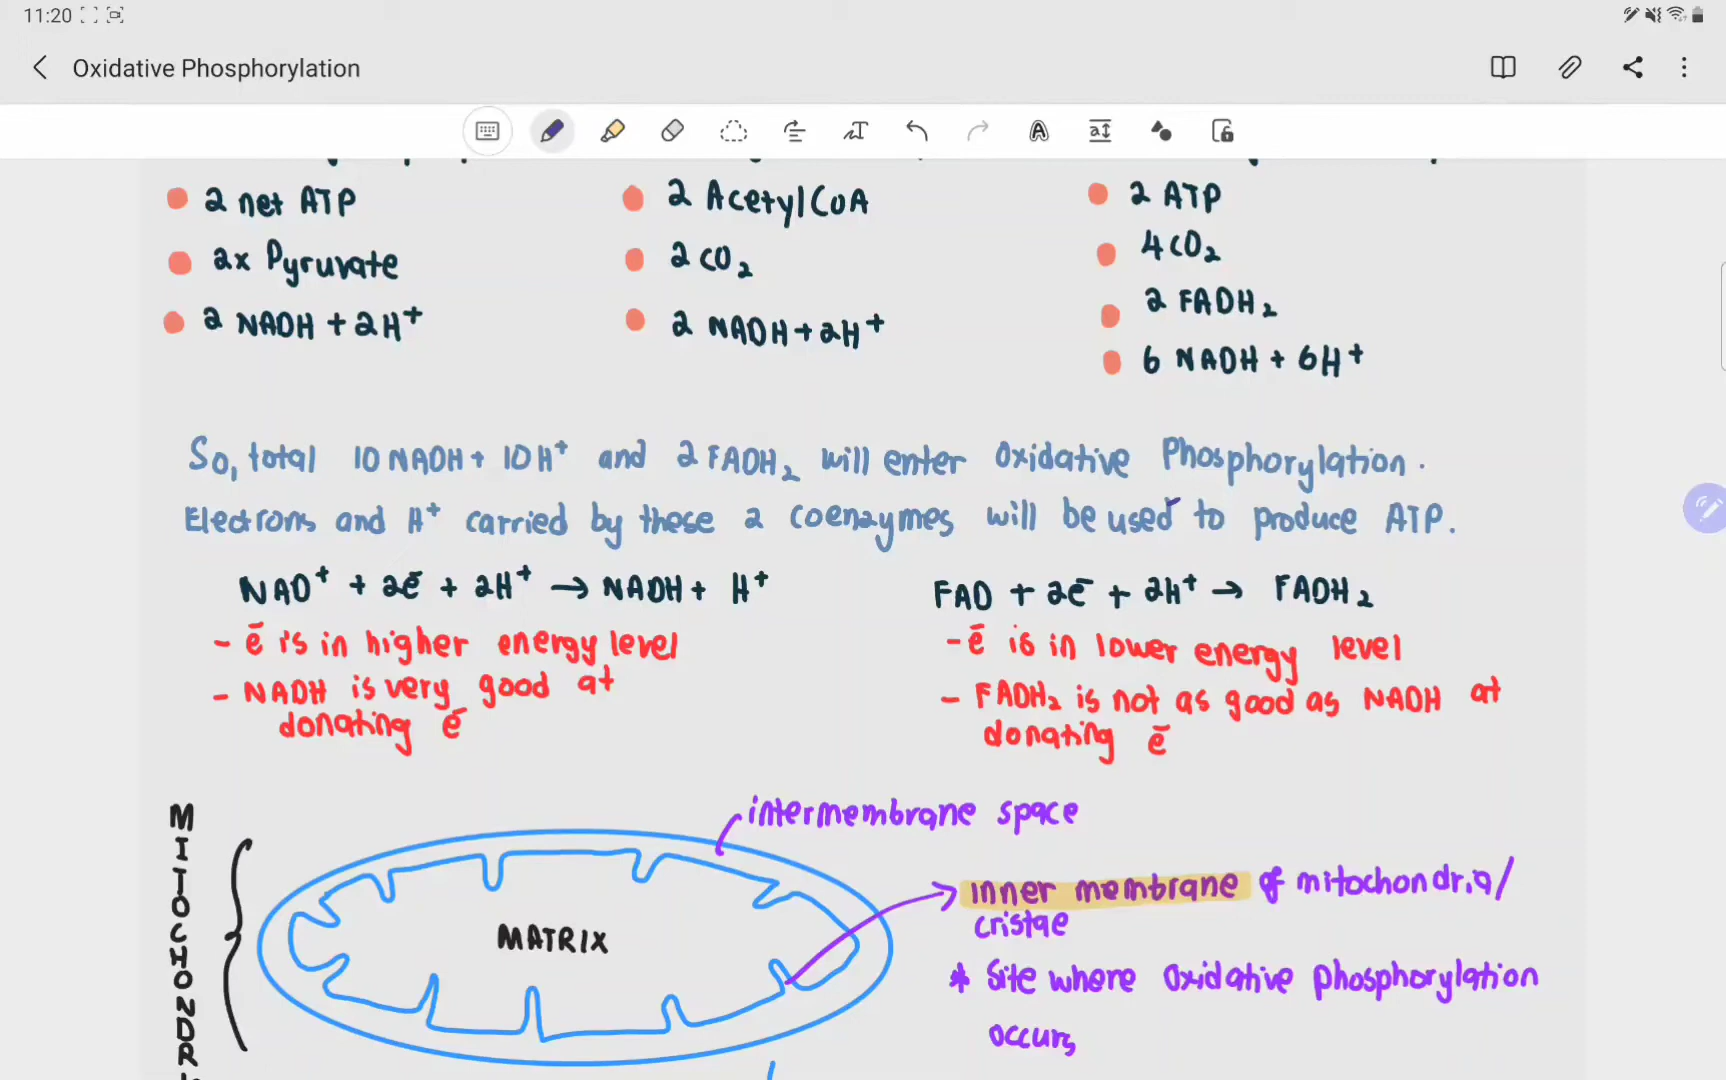 11:20
Oxidative Phosphorylation
2 net ATP
2x Pyruvate
2 NADH + 2H⁺
2 Acetyl CoA
2 CO₂
2 NADH + 2H⁺
2 ATP
4CO₂
2 FADH₂
6 NADH + 6H⁺
So, total 10 NADH + 10H⁺ and 2 FADH₂ will enter Oxidative Phosphorylation.
Electrons and H⁺ carried by these 2 coenzymes will be used to produce ATP.
NAD⁺ + 2ē + 2H⁺ → NADH + H⁺
- ē is in higher energy level
- NADH is very good at
donating ē
FAD + 2ē + 2H⁺ → FADH₂
- ē is in lower energy level
- FADH₂ is not as good as NADH at
donating ē
MITOCHONDR
intermembrane space
MATRIX
inner membrane of mitochondria/
cristae
* Site where Oxidative phosphorylation
occurs